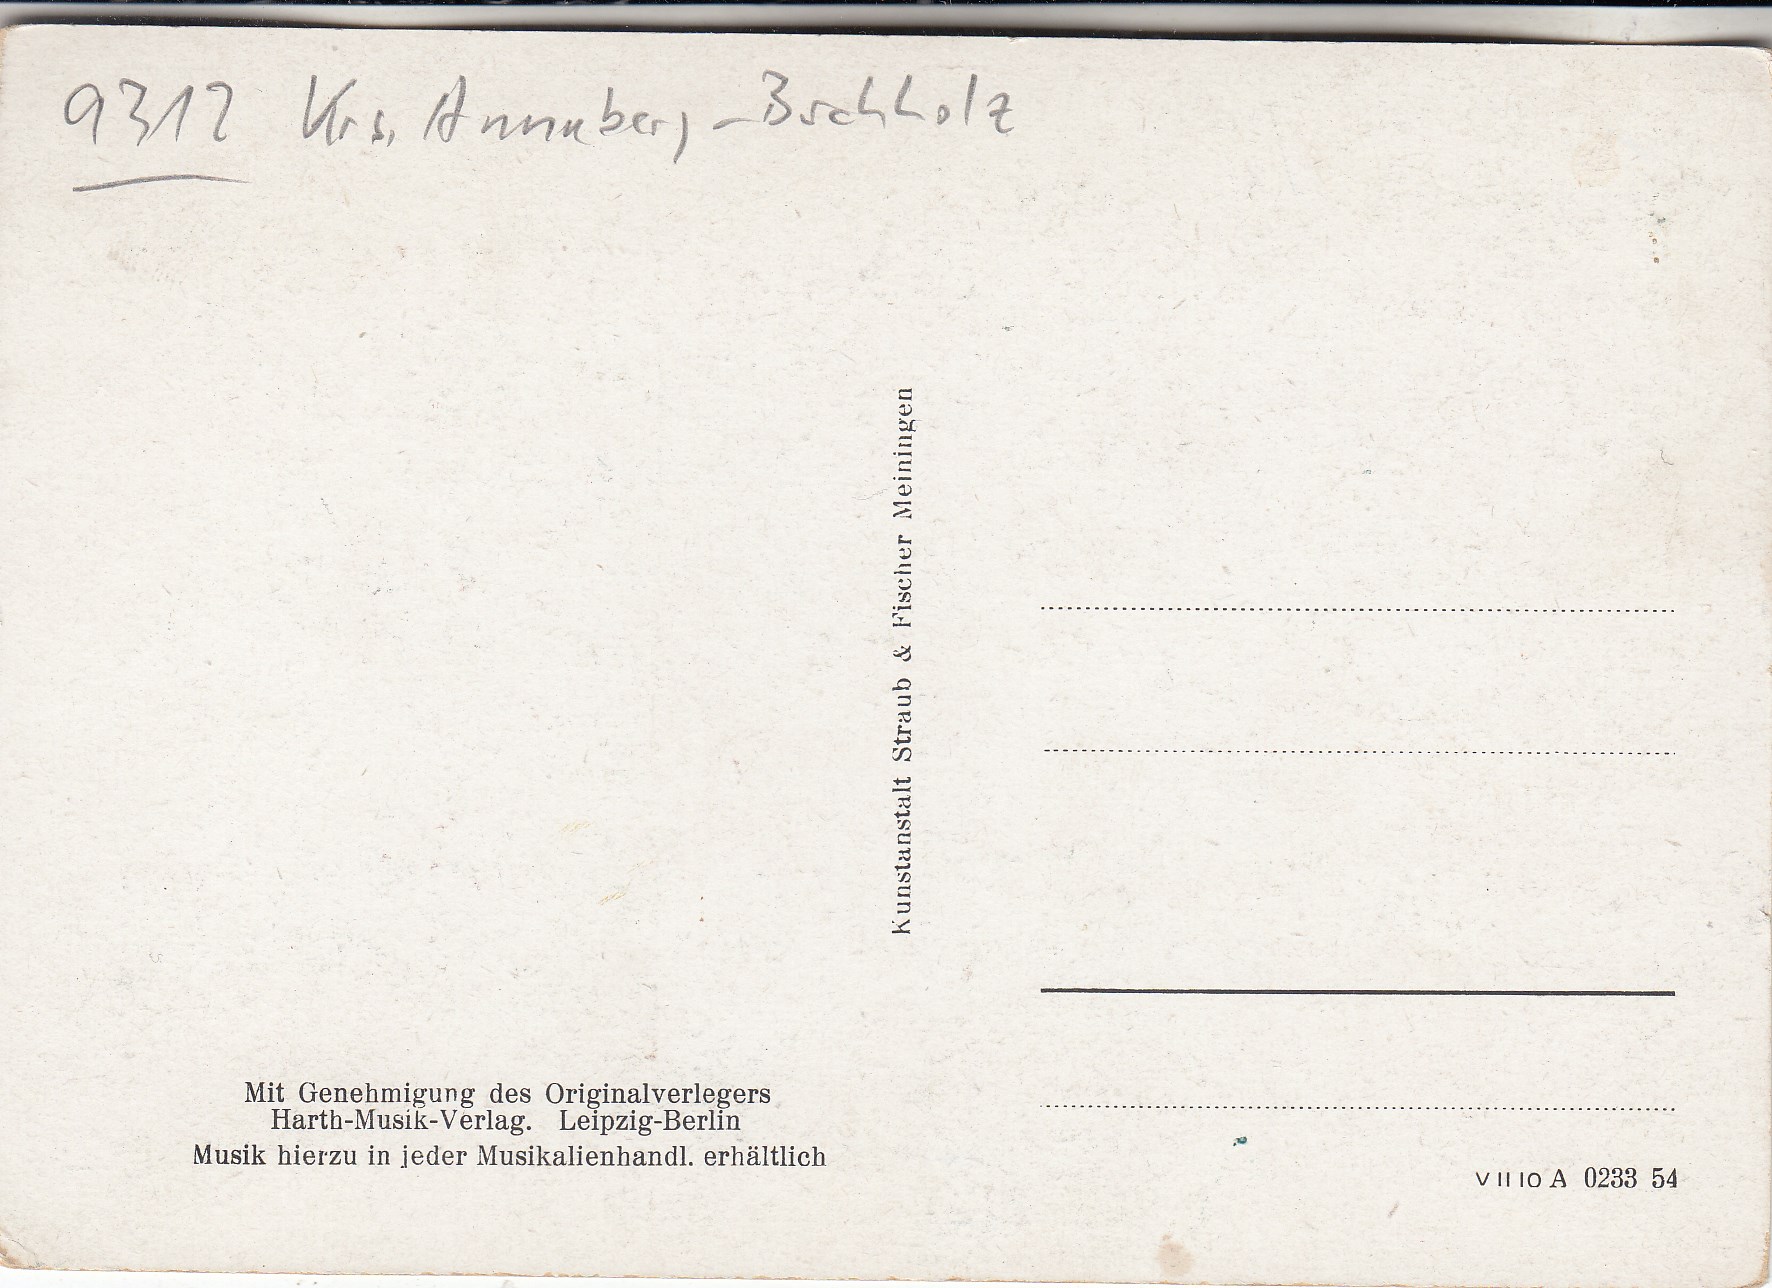 9312 Krs. Annaberg-Buchholz
Kunstanstalt Straub & Fischer Meiningen
Mit Genehmigung des Originalverlegers
Harth-Musik-Verlag. Leipzig-Berlin
Musik hierzu in jeder Musikalienhandl. erhältlich
V II IO A 0233 54